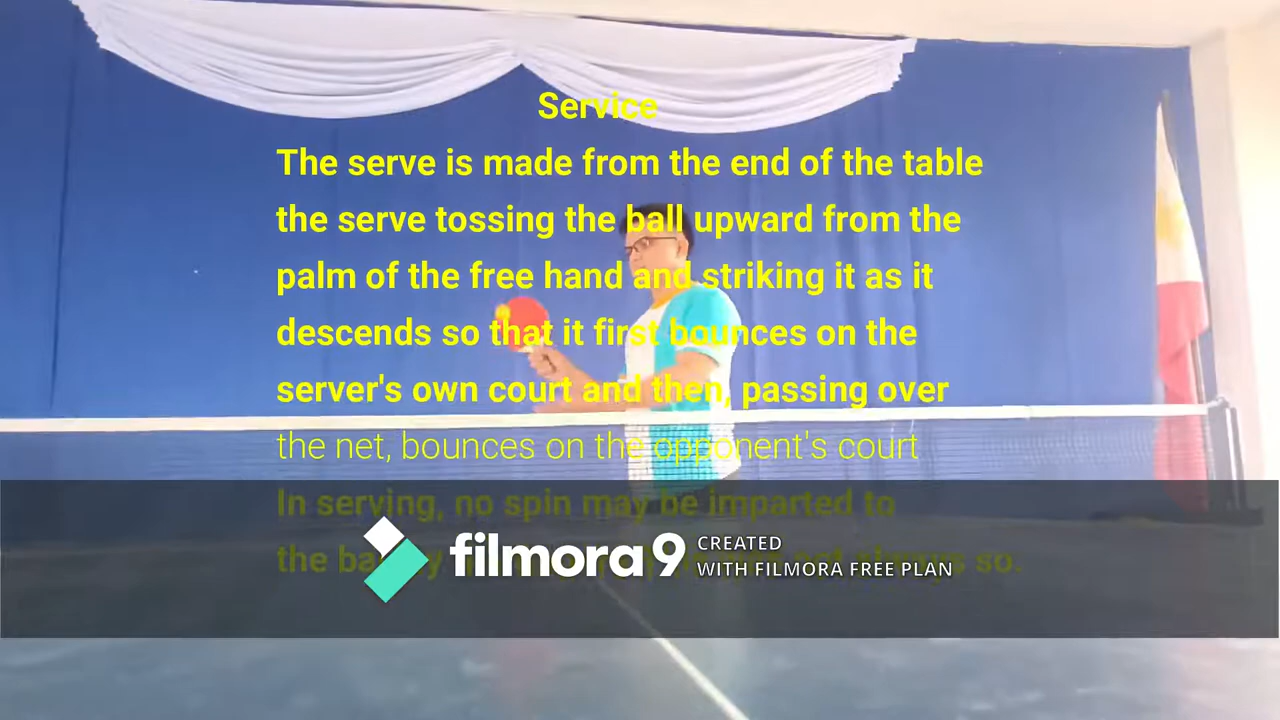 Service
The serve is made from the end of the table
the serve tossing the ball upward from the
palm of the free hand and striking it as it
descends so that it first bounces on the
server's own court and then, passing over
the net, bounces on the opponent's court
In serving, no spin may be imparted to
the so.
filmora9 CREATED
WITH FILMORA FREE PLAN